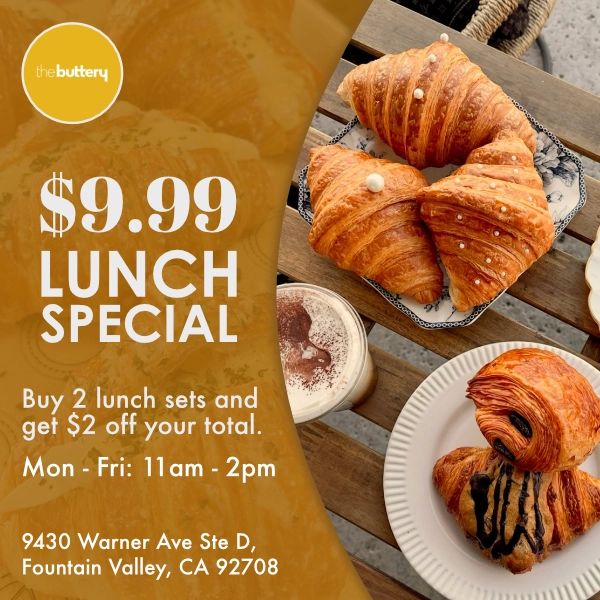 thebuttery
$9.99
LUNCH
SPECIAL
Buy 2 lunch sets and
get $2 off your total.
Mon - Fri: 11am - 2pm
9430 Warner Ave Ste D,
Fountain Valley, CA 92708